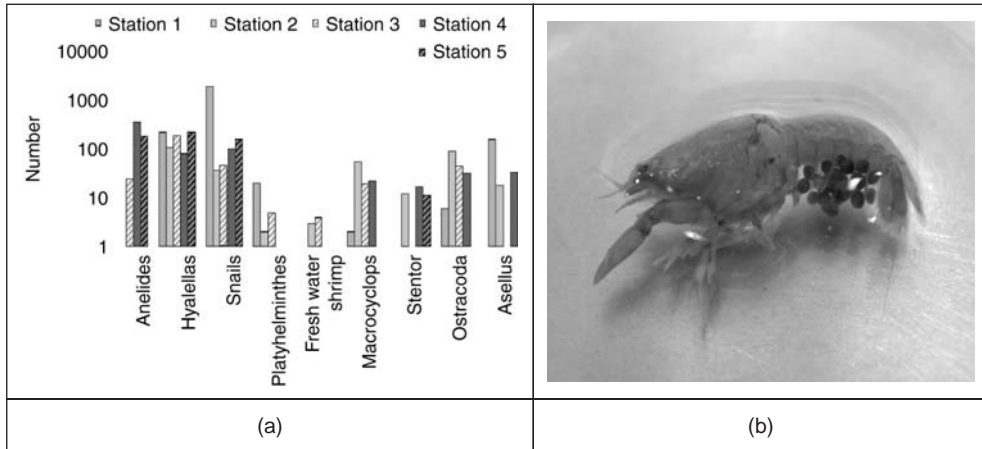 Station 1 Station 2 Station 3 Station 4
Station 5
10000
1000
100
10
1
Number
Anelides
Hyalellas
Snails
Platyhelminthes
Fresh water
shrimp
Macrocyclops
Stentor
Ostracoda
Asellus
(a) (b)